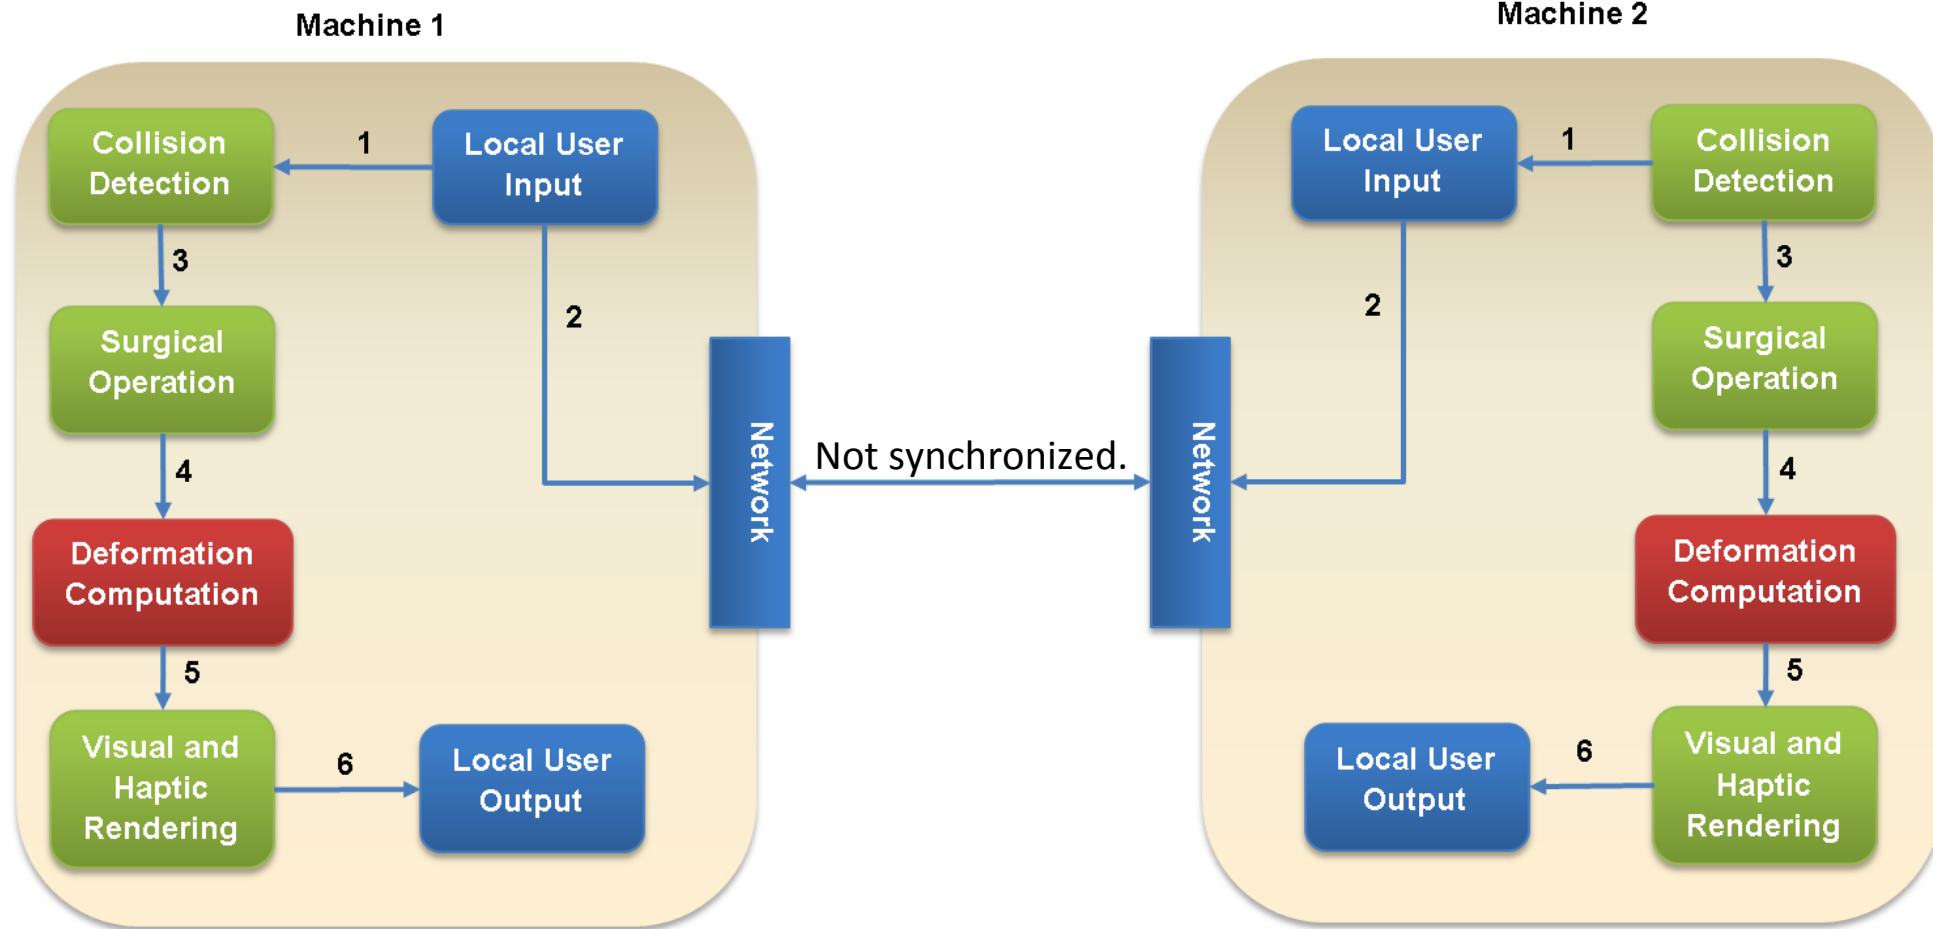 Machine 1
Collision
Detection
1
Local User
Input
3
2
Surgical
Operation
4
Network
Deformation
Computation
5
Visual and
Haptic
Rendering
6
Local User
Output
Not synchronized.
Machine 2
Local User
Input
1
Collision
Detection
2
3
Surgical
Operation
Network
4
Deformation
Computation
5
Local User
Output
6
Visual and
Haptic
Rendering